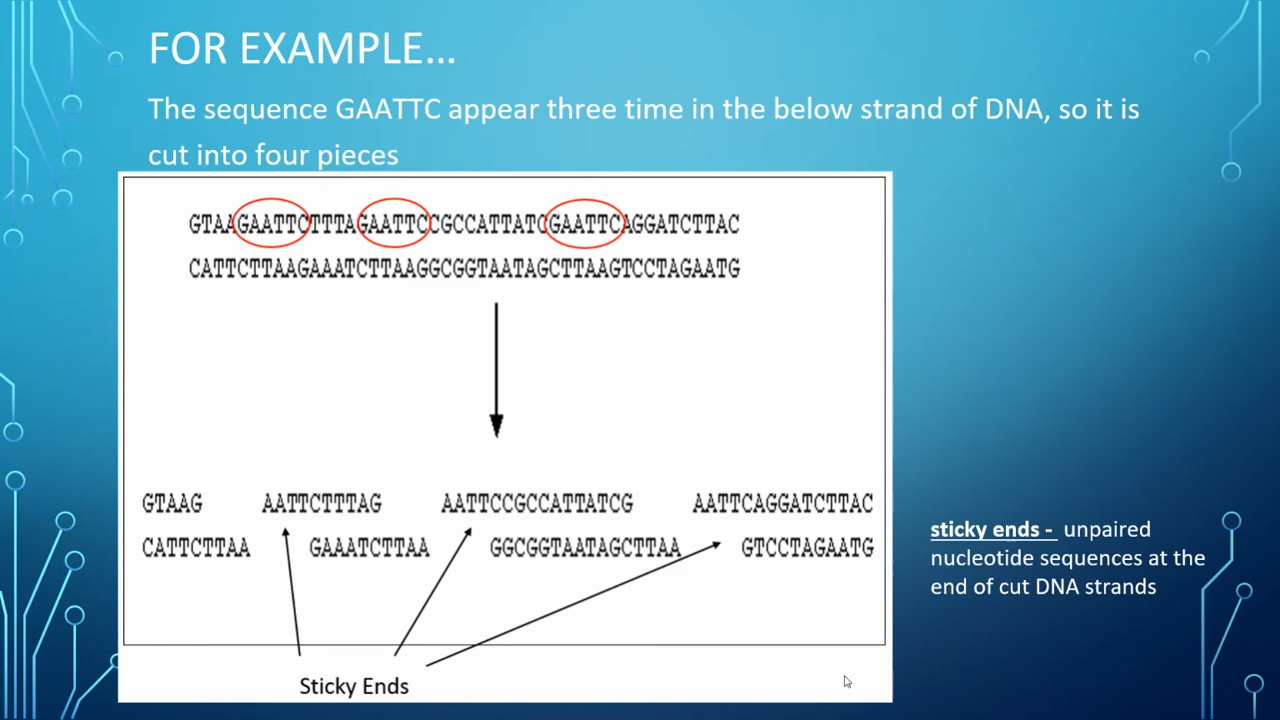 FOR EXAMPLE...
The sequence GAATTC appear three time in the below strand of DNA, so it is
cut into four pieces
GTAAGAATTCTTTAGAATTCCGCCATTATCGAATTCAGGATCTTAC
CATTCTTAAGAAATCTTAAGGCGGTAATAGCTTAAGTCCTAGAATG
GTAAG AATTCTTTAG AATTCCGCCATTATCG AATTCAGGATCTTAC
CATTCTTAA GAAATCTTAA GGCGGTAATAGCTTAA GTCCTAGAATG
Sticky Ends
sticky ends - unpaired
nucleotide sequences at the
end of cut DNA strands